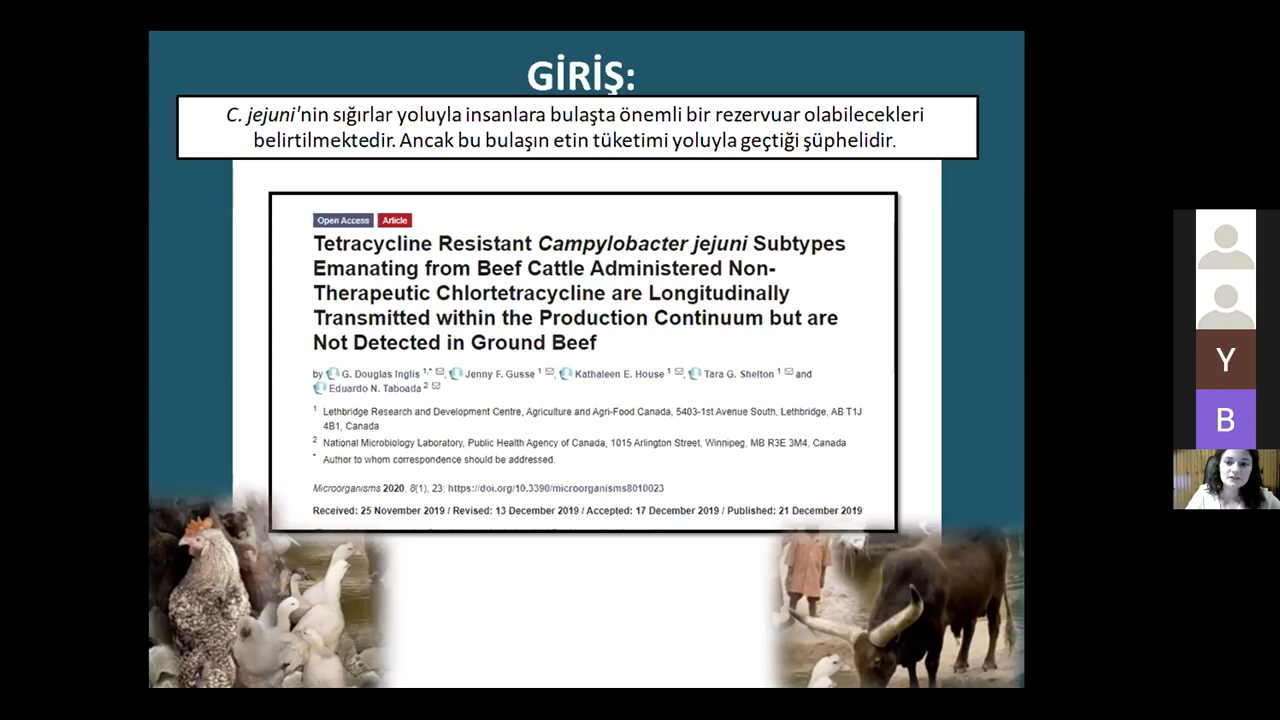 GİRİŞ:
C. jejuni'nin sığırlar yoluyla insanlara bulaşta önemli bir rezervuar olabilecekleri
belirtilmektedir. Ancak bu bulaşın etin tüketimi yoluyla geçtiği şüphelidir.
Open Access Article
Tetracycline Resistant Campylobacter jejuni Subtypes
Emanating from Beef Cattle Administered Non-
Therapeutic Chlortetracycline are Longitudinally
Transmitted within the Production Continuum but are
Not Detected in Ground Beef
by G. Douglas Inglis 1,* , Jenny F. Gusse 1 , Kathaleen E. House 1 , Tara G. Shelton 1 and
Eduardo N. Taboada 2
1 Lethbridge Research and Development Centre, Agriculture and Agri-Food Canada, 5403-1st Avenue South, Lethbridge, AB T1J
4B1, Canada
2 National Microbiology Laboratory, Public Health Agency of Canada, 1015 Arlington Street, Winnipeg, MB R3E 3M4, Canada
* Author to whom correspondence should be addressed.
Microorganisms 2020, 8(1), 23; https://doi.org/10.3390/microorganisms8010023
Received: 25 November 2019 / Revised: 13 December 2019 / Accepted: 17 December 2019 / Published: 21 December 2019
Y
B